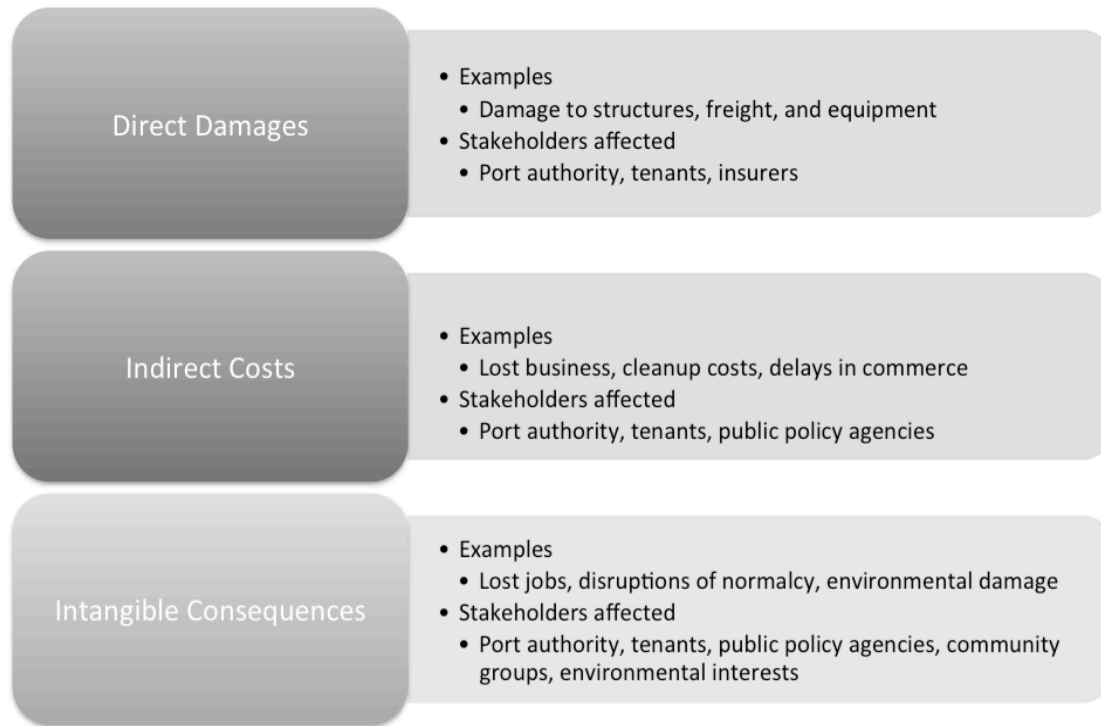 Direct Damages
• Examples
• Damage to structures, freight, and equipment
• Stakeholders affected
• Port authority, tenants, insurers
Indirect Costs
• Examples
• Lost business, cleanup costs, delays in commerce
• Stakeholders affected
• Port authority, tenants, public policy agencies
Intangible Consequences
• Examples
• Lost jobs, disruptions of normalcy, environmental damage
• Stakeholders affected
• Port authority, tenants, public policy agencies, community
groups, environmental interests